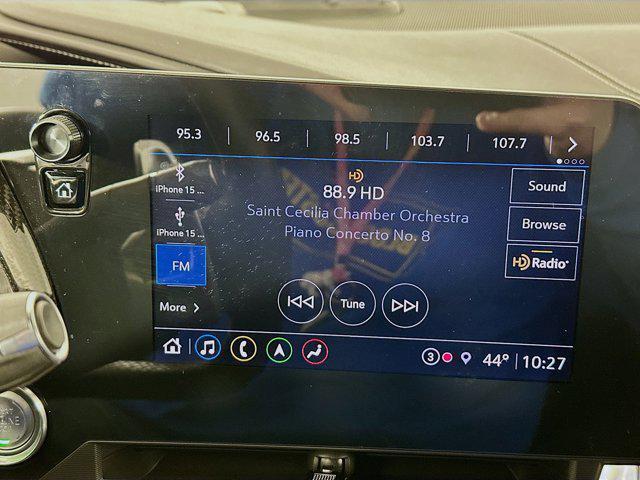 95.3 96.5 98.5 103.7 107.7
iPhone 15 ...
HD
88.9 HD
Sound
Saint Cecilia Chamber Orchestra
iPhone 15 ...
Piano Concerto No. 8
Browse
FM
HD Radio
More
Tune
3 44° 10:27